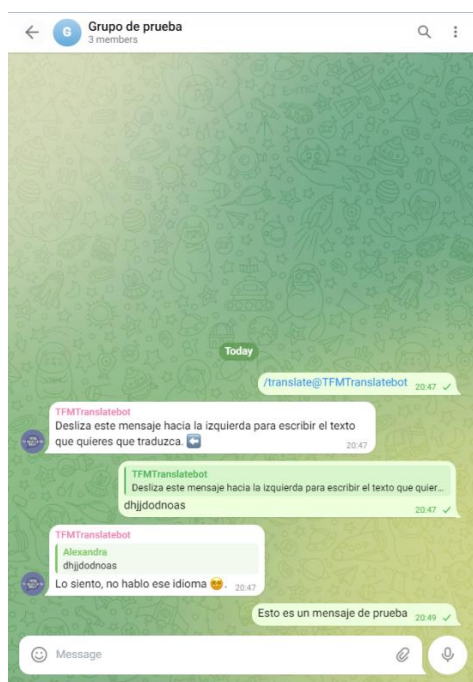 Grupo de prueba
G
3 members
Today
/translate@TFMTranslatebot 20:47
TFMTranslatebot
Desliza este mensaje hacia la izquierda para escribir el texto
que quieres que traduzca. 20:47
TFMTranslatebot
Desliza este mensaje hacia la izquierda para escribir el texto que quier...
dhjjdodnoas 20:47
TFMTranslatebot
Alexandra
dhjjdodnoas
Lo siento, no hablo ese idioma 😵‍💫. 20:47
Esto es un mensaje de prueba 20:49
Message